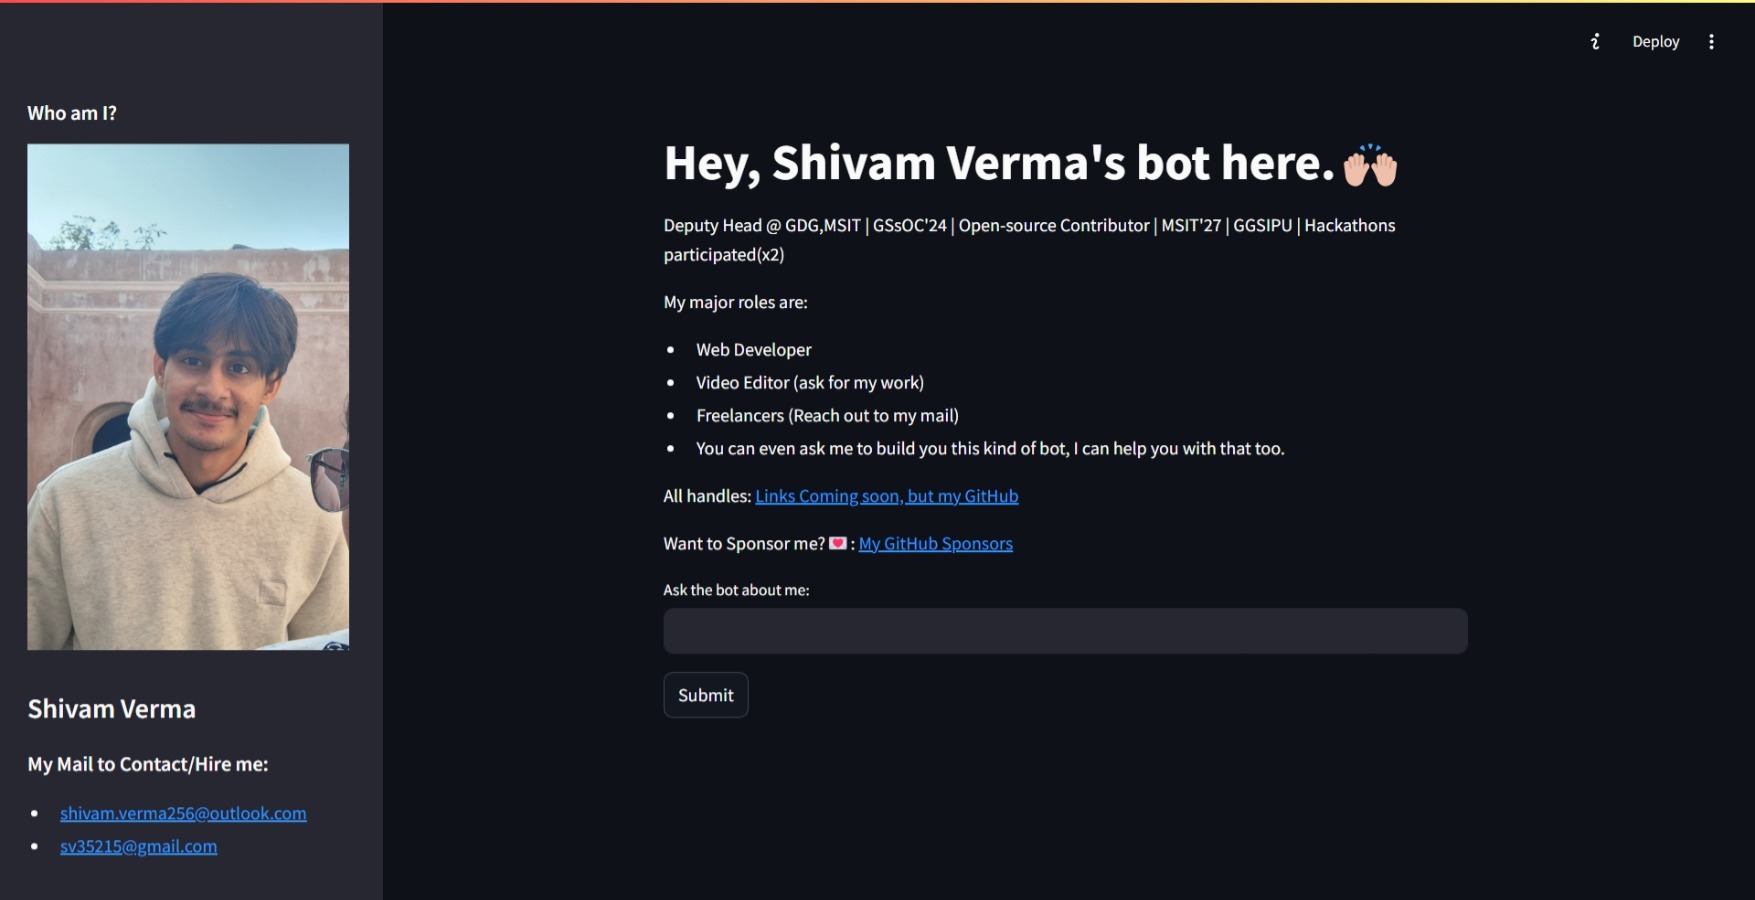 Deploy
Who am I?
Shivam Verma
My Mail to Contact/Hire me:
shivam.verma256@outlook.com
sv35215@gmail.com
Hey, Shivam Verma's bot here. 🙌🏼
Deputy Head @ GDG,MSIT | GSsOC'24 | Open-source Contributor | MSIT'27 | GGSIPU | Hackathons
participated(x2)
My major roles are:
• Web Developer
• Video Editor (ask for my work)
• Freelancers (Reach out to my mail)
• You can even ask me to build you this kind of bot, I can help you with that too.
All handles: Links Coming soon, but my GitHub
Want to Sponsor me? 💌 : My GitHub Sponsors
Ask the bot about me:
Submit